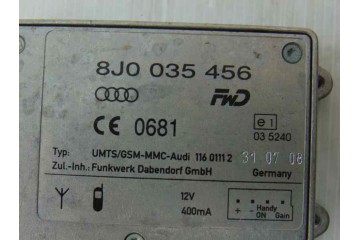 8J0 035 456
FWD
CE 0681
e1
03 5240
Typ: UMTS/GSM-MMC-Audi 116 0111 2 31 07 08
Zul.-Inh.: Funkwerk Dabendorf GmbH Germany
12V
400mA
+ - Handy Gain
ON